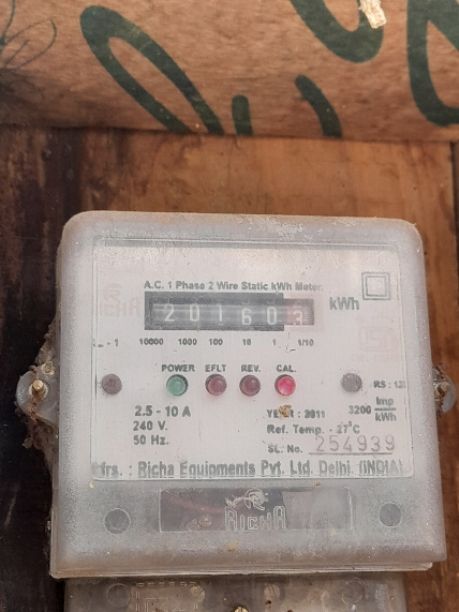 A.C. 1 Phase 2 Wire Static kWh Meter
201603 kWh
10000 1000 100 10 1 1/10
POWER EFLT REV. CAL.
2.5 - 10 A
240 V.
50 Hz.
YEAR : 2011
3200 Imp/kWh
Ref. Temp. - 27°C
SL. No. 254939
Mfrs. : Richa Equipments Pvt. Ltd. Delhi. (INDIA)
RICHA